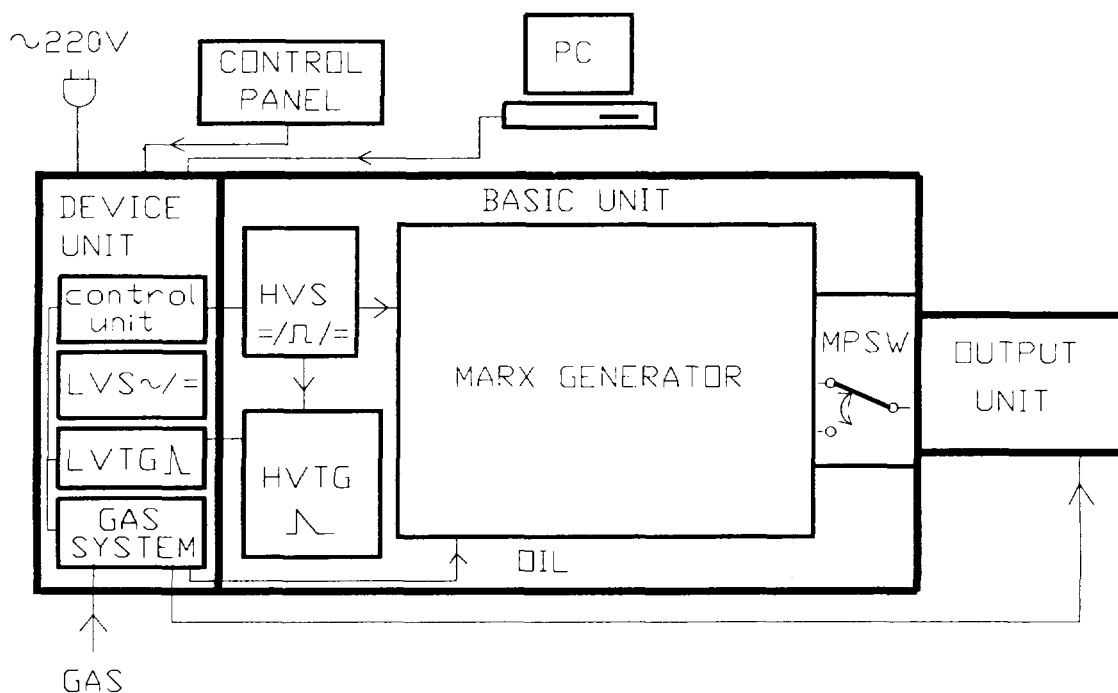 ~220V
CONTROL
PANEL
PC
DEVICE
UNIT
BASIC UNIT
control
unit
LVS~/=
LVTG
GAS
SYSTEM
HVS
=/⎍/=
HVTG
MARX GENERATOR
MPSW
OUTPUT
UNIT
OIL
GAS